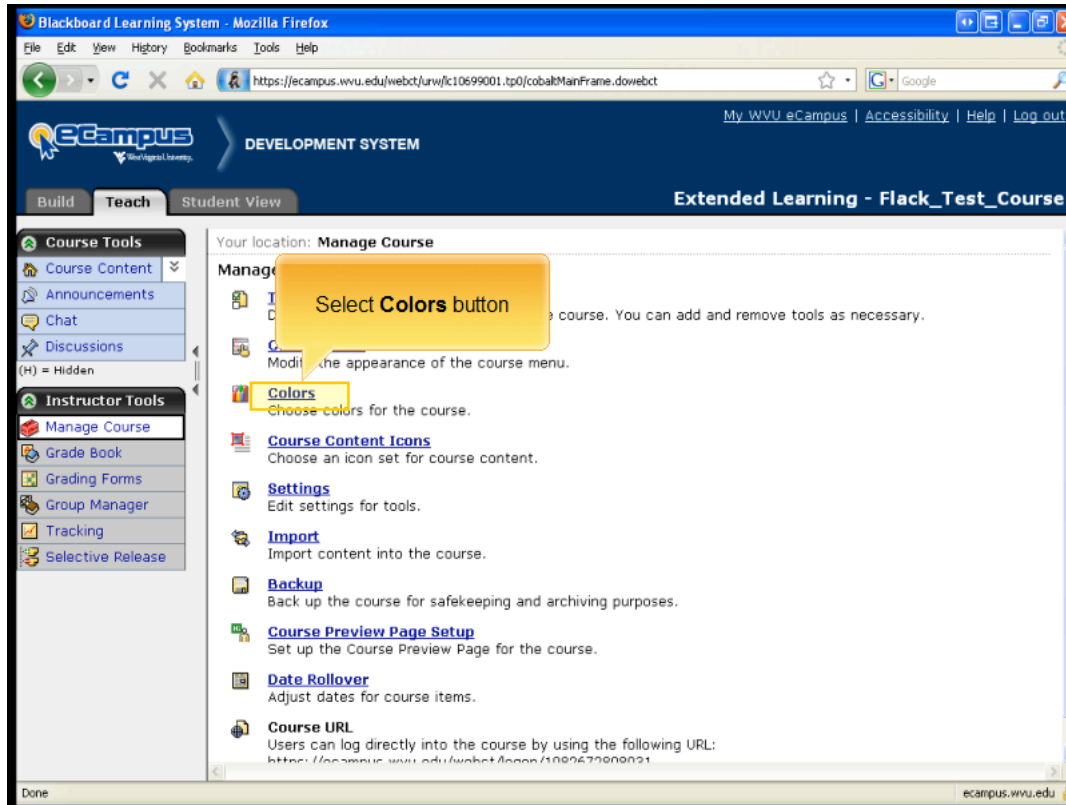 Blackboard Learning System - Mozilla Firefox
File Edit View History Bookmarks Tools Help
https://ecampus.wvu.edu/webct/urw/lc10699001.tp0/cobaltMainFrame.dowebct
Google
My WVU eCampus | Accessibility | Help | Log out
eCampus
West Virginia University.
DEVELOPMENT SYSTEM
Build Teach Student View
Extended Learning - Flack_Test_Course
Course Tools
Course Content
Announcements
Chat
Discussions
(H) = Hidden
Instructor Tools
Manage Course
Grade Book
Grading Forms
Group Manager
Tracking
Selective Release
Your location: Manage Course
Manage
Select Colors button
course. You can add and remove tools as necessary.
the appearance of the course menu.
Colors
Choose colors for the course.
Course Content Icons
Choose an icon set for course content.
Settings
Edit settings for tools.
Import
Import content into the course.
Backup
Back up the course for safekeeping and archiving purposes.
Course Preview Page Setup
Set up the Course Preview Page for the course.
Date Rollover
Adjust dates for course items.
Course URL
Users can log directly into the course by using the following URL:
Done
ecampus.wvu.edu